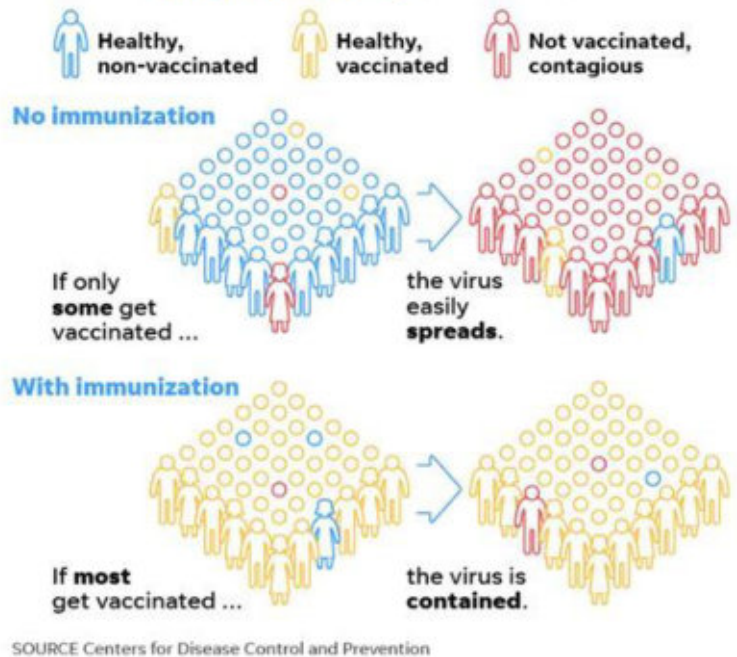 Healthy,
non-vaccinated
Healthy,
vaccinated
Not vaccinated,
contagious
No immunization
If only
some get
vaccinated ...
the virus
easily
spreads.
With immunization
If most
get vaccinated ...
the virus is
contained.
SOURCE Centers for Disease Control and Prevention